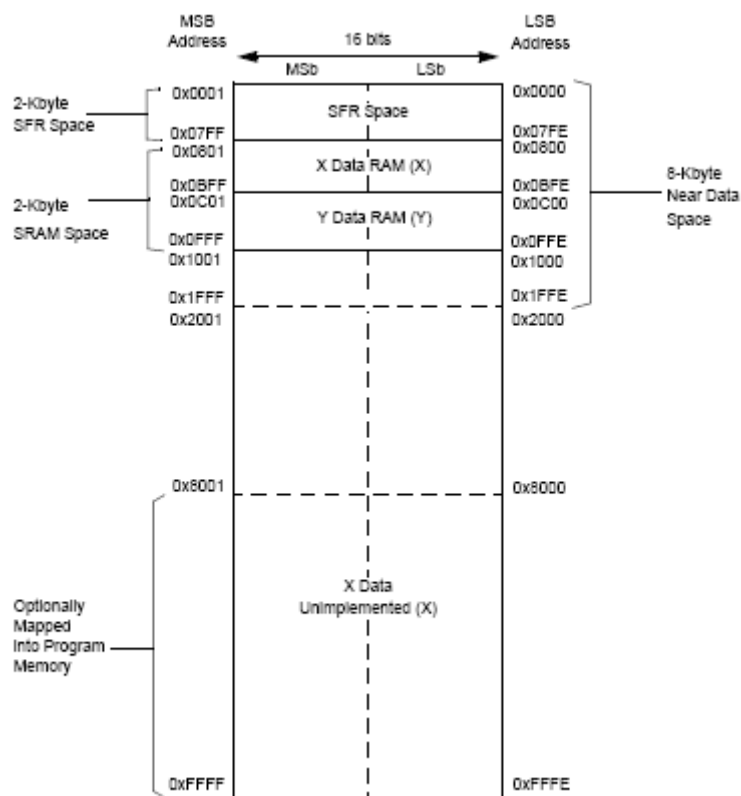 MSB
Address
LSB
Address
16 bits
MSb
LSb
0x0001
0x0000
2-Kbyte
SFR Space
SFR Space
0x07FF
0x07FE
0x0801
0x0800
X Data RAM (X)
0x0BFF
0x0BFE
0x0C01
0x0C00
2-Kbyte
SRAM Space
Y Data RAM (Y)
8-Kbyte
Near Data
Space
0x0FFF
0x0FFE
0x1001
0x1000
0x1FFF
0x1FFE
0x2001
0x2000
0x8001
0x8000
X Data
Unimplemented (X)
Optionally
Mapped
into Program
Memory
0xFFFF
0xFFFE